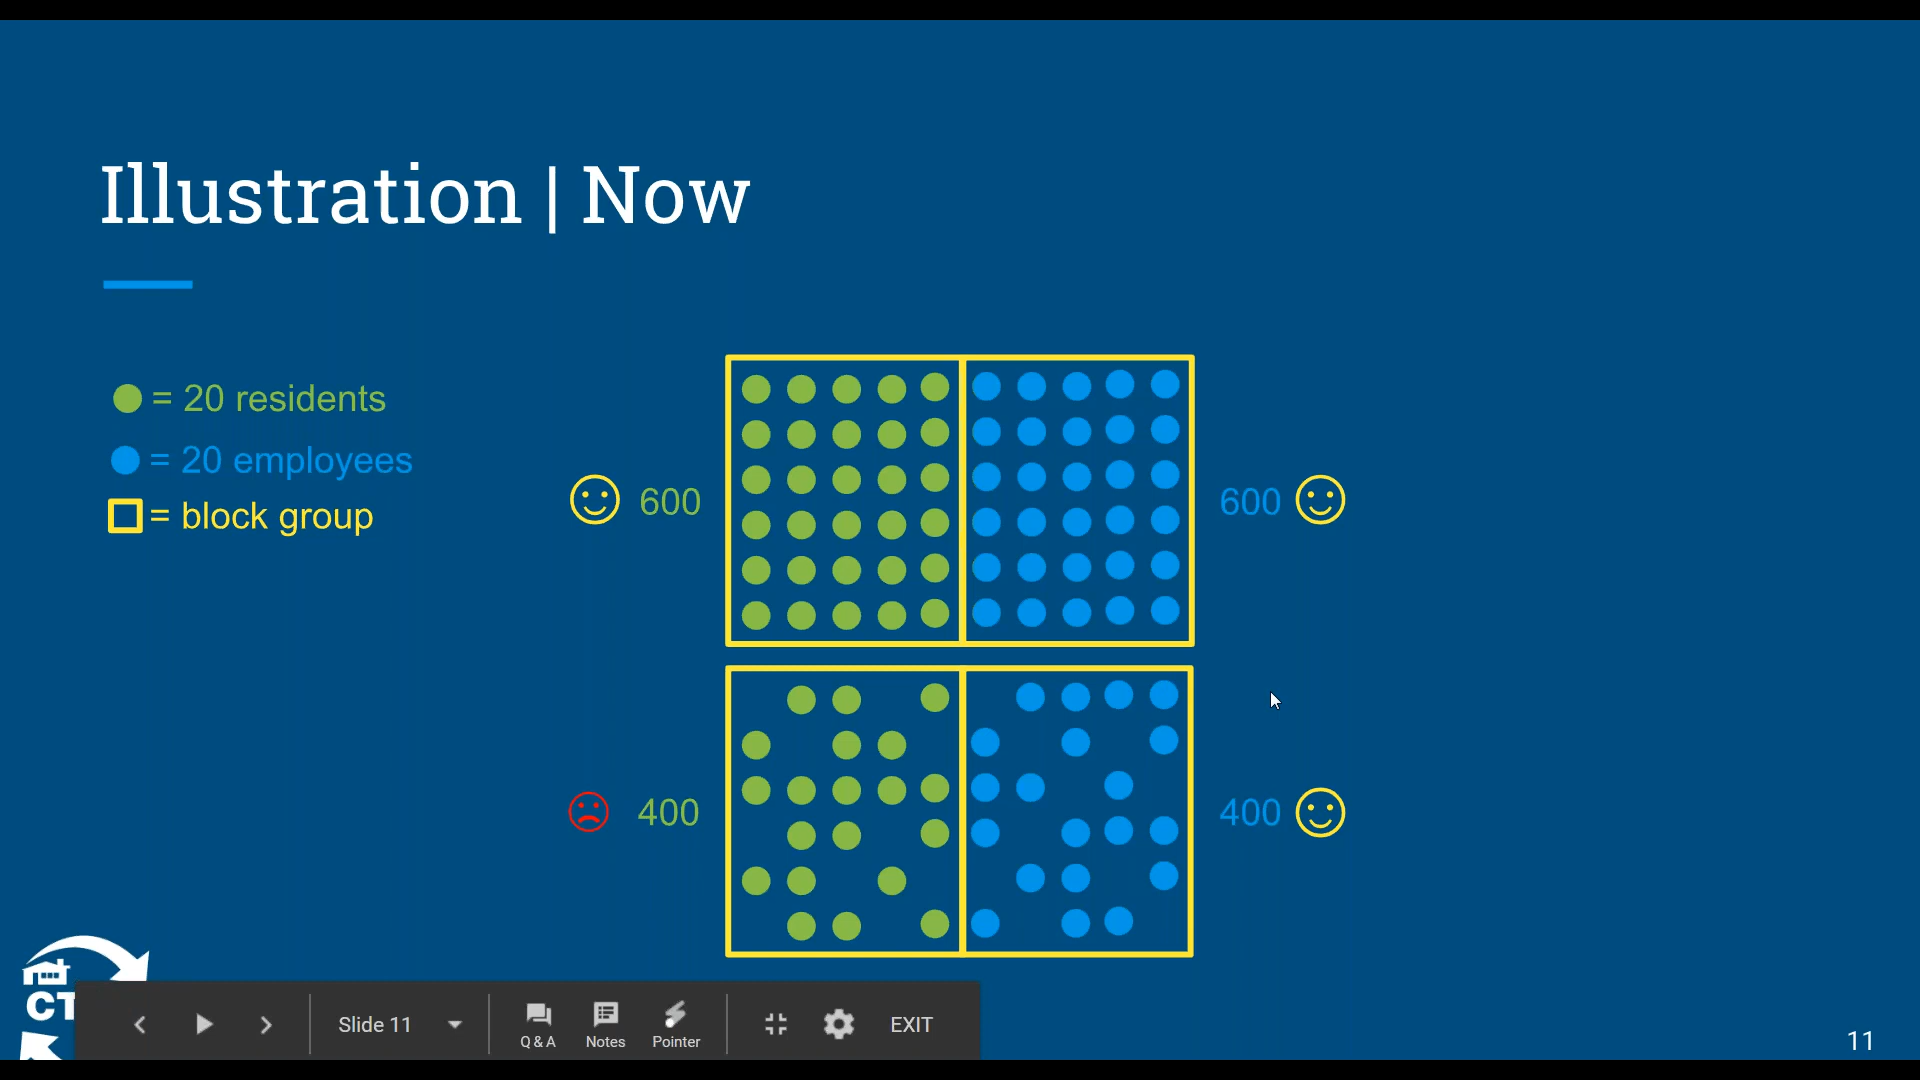 Illustration | Now
= 20 residents
= 20 employees
= block group
600
600
400
400
CT
Slide 11
Q & A
Notes
Pointer
EXIT
11